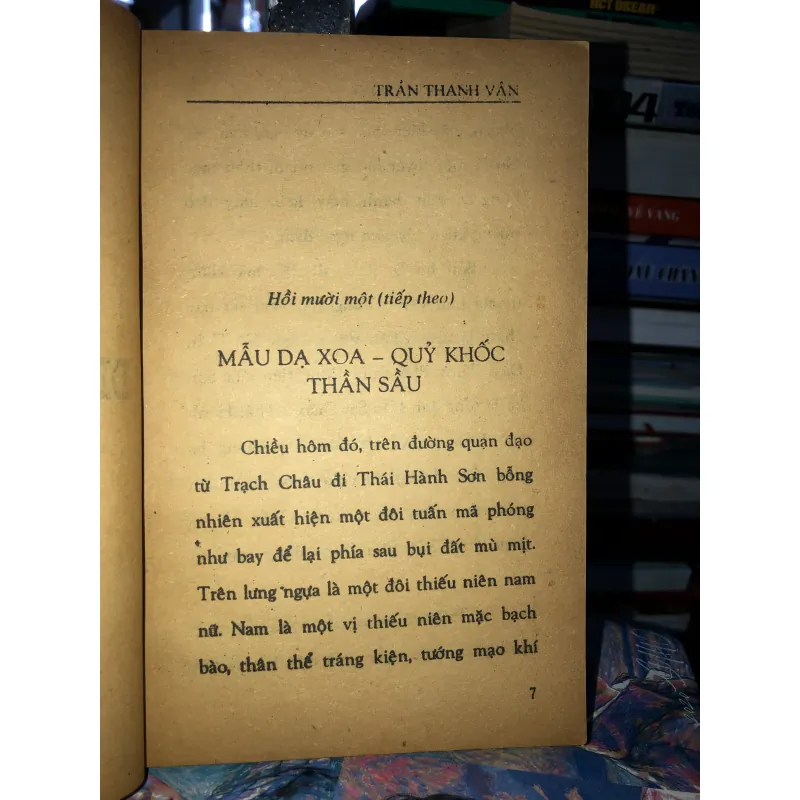 TRẦN THANH VÂN
Hồi mười một (tiếp theo)
MẪU DẠ XOA – QUỶ KHỐC
THẦN SẦU
Chiều hôm đó, trên đường quan đạo
từ Trạch Châu đi Thái Hành Sơn bỗng
nhiên xuất hiện một đôi tuấn mã phóng
như bay để lại phía sau bụi đất mù mịt.
Trên lưng ngựa là một đôi thiếu niên nam
nữ. Nam là một vị thiếu niên mặc bạch
bào, thân thể tráng kiện, tướng mạo khí
7
VẺ VANG